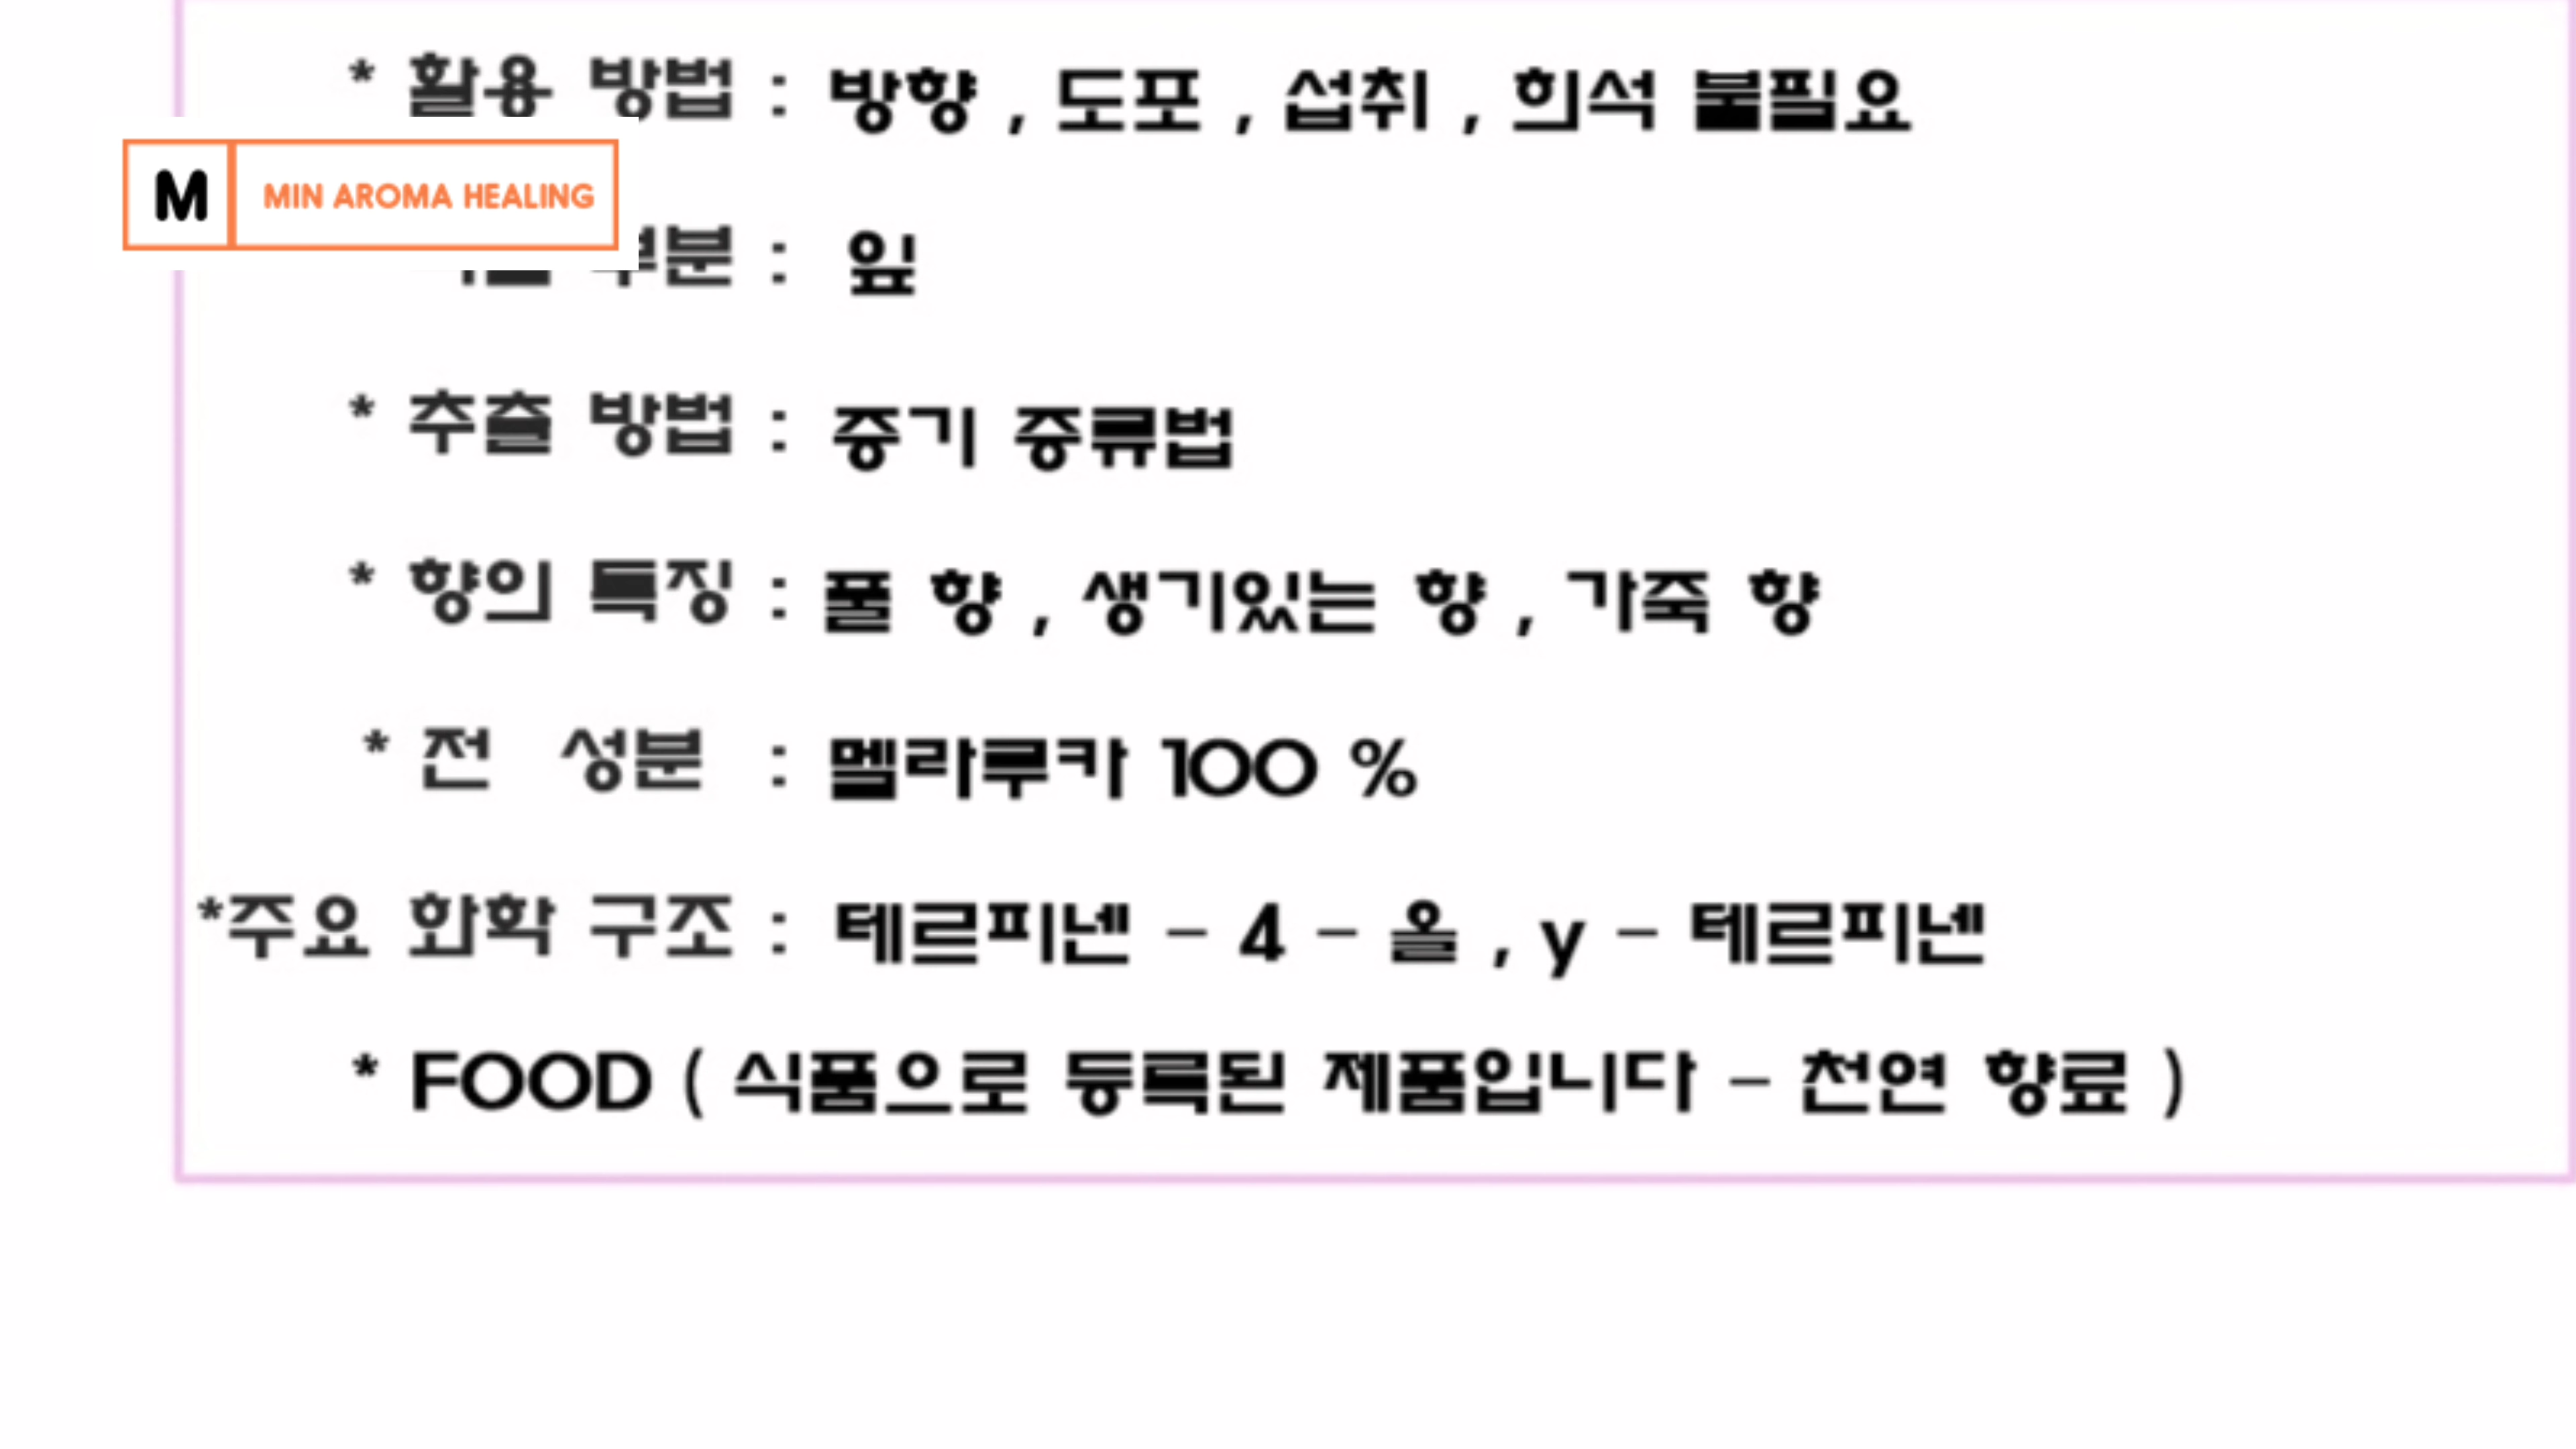 * 활용 방법 : 방향 , 도포 , 섭취 , 희석 불필요
M MIN AROMA HEALING
부분 : 잎
* 추출 방법 : 증기 증류법
* 향의 특징 : 풀 향 , 생기있는 향 , 가죽 향
* 전 성분 : 멜라루카 100 %
*주요 화학 구조 : 테르피넨 - 4 - 올 , y - 테르피넨
* FOOD ( 식품으로 등록된 제품입니다 - 천연 향료 )